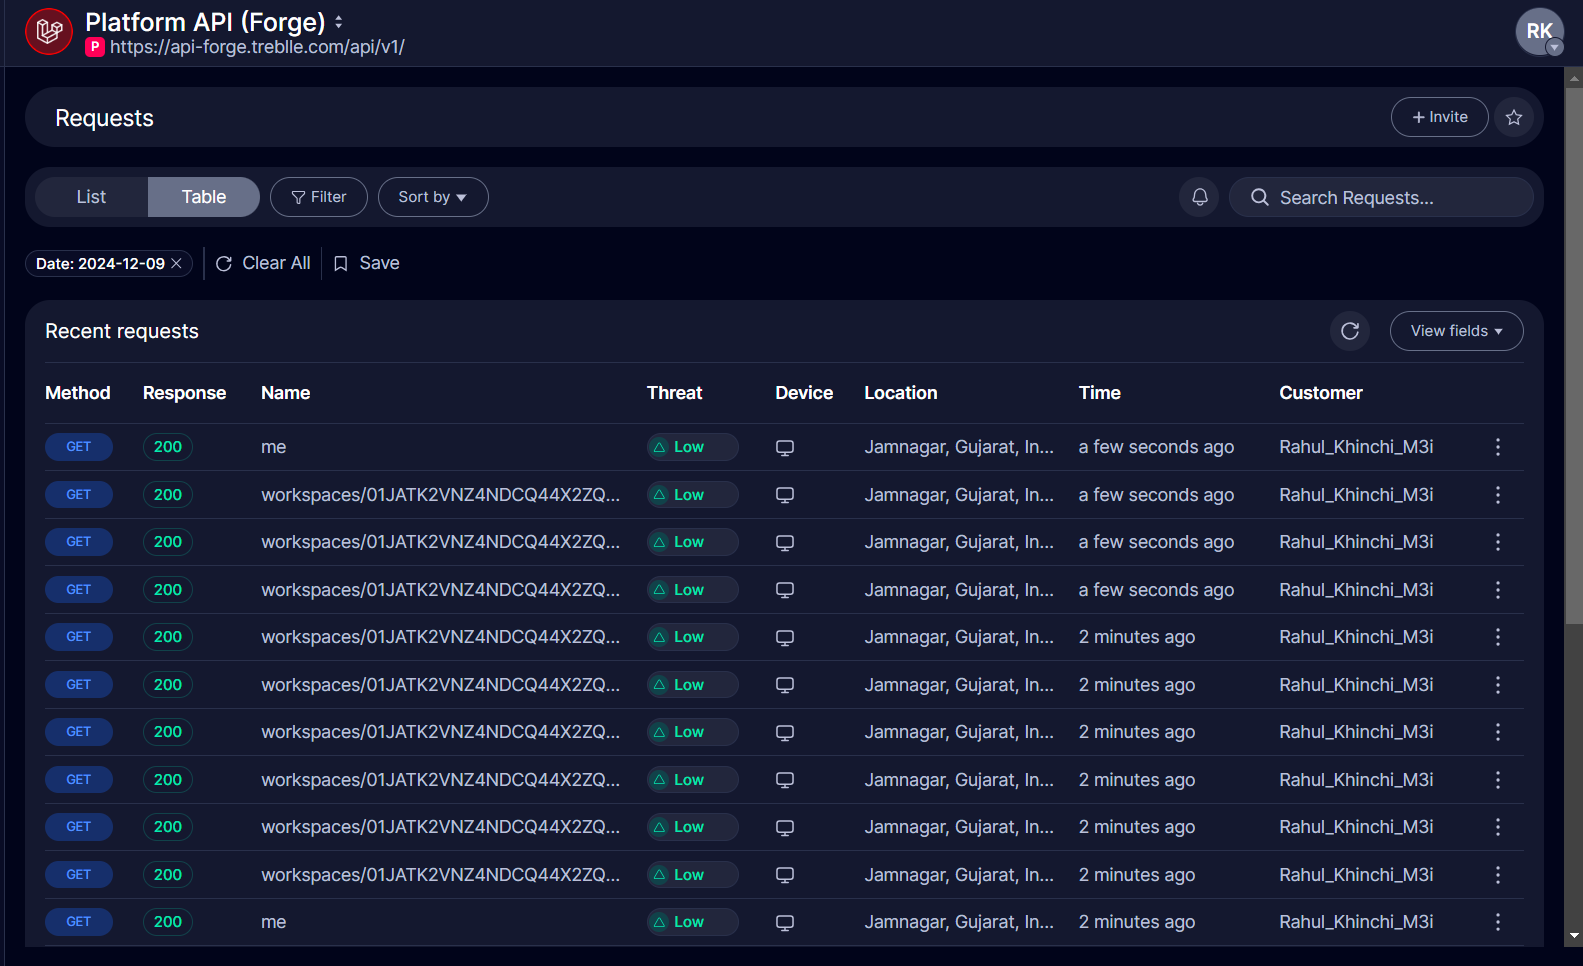 Platform API (Forge)
P https://api-forge.treblle.com/api/v1/
RK
Requests
+ Invite
List Table Filter Sort by
Search Requests...
Date: 2024-12-09 Clear All Save
Recent requests
View fields
Method Response Name Threat Device Location Time Customer
GET 200 me Low Jamnagar, Gujarat, In... a few seconds ago Rahul_Khinchi_M3i
GET 200 workspaces/01JATK2VNZ4NDCQ44X2ZQ... Low Jamnagar, Gujarat, In... a few seconds ago Rahul_Khinchi_M3i
GET 200 workspaces/01JATK2VNZ4NDCQ44X2ZQ... Low Jamnagar, Gujarat, In... a few seconds ago Rahul_Khinchi_M3i
GET 200 workspaces/01JATK2VNZ4NDCQ44X2ZQ... Low Jamnagar, Gujarat, In... a few seconds ago Rahul_Khinchi_M3i
GET 200 workspaces/01JATK2VNZ4NDCQ44X2ZQ... Low Jamnagar, Gujarat, In... 2 minutes ago Rahul_Khinchi_M3i
GET 200 workspaces/01JATK2VNZ4NDCQ44X2ZQ... Low Jamnagar, Gujarat, In... 2 minutes ago Rahul_Khinchi_M3i
GET 200 workspaces/01JATK2VNZ4NDCQ44X2ZQ... Low Jamnagar, Gujarat, In... 2 minutes ago Rahul_Khinchi_M3i
GET 200 workspaces/01JATK2VNZ4NDCQ44X2ZQ... Low Jamnagar, Gujarat, In... 2 minutes ago Rahul_Khinchi_M3i
GET 200 workspaces/01JATK2VNZ4NDCQ44X2ZQ... Low Jamnagar, Gujarat, In... 2 minutes ago Rahul_Khinchi_M3i
GET 200 workspaces/01JATK2VNZ4NDCQ44X2ZQ... Low Jamnagar, Gujarat, In... 2 minutes ago Rahul_Khinchi_M3i
GET 200 me Low Jamnagar, Gujarat, In... 2 minutes ago Rahul_Khinchi_M3i